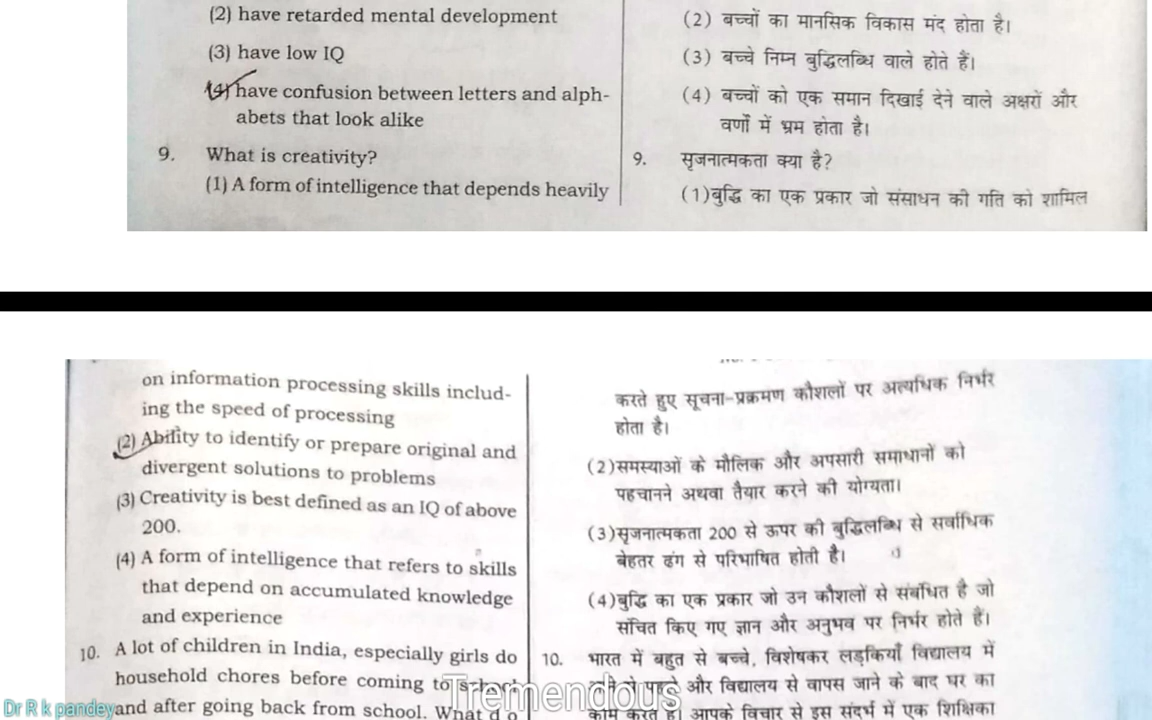 (2) have retarded mental development
(3) have low IQ
(4) have confusion between letters and alph-
abets that look alike
9. What is creativity?
(1) A form of intelligence that depends heavily
(2) बच्चों का मानसिक विकास मंद होता है।
(3) बच्चे निम्न बुद्धिलब्धि वाले होते हैं।
(4) बच्चों को एक समान दिखाई देने वाले अक्षरों और
वर्णों में भ्रम होता है।
9. सृजनात्मकता क्या है?
(1)बुद्धि का एक प्रकार जो संसाधन की गति को शामिल
on information processing skills includ-
ing the speed of processing
(2) Ability to identify or prepare original and
divergent solutions to problems
(3) Creativity is best defined as an IQ of above
200.
(4) A form of intelligence that refers to skills
that depend on accumulated knowledge
and experience
10. A lot of children in India, especially girls do
household chores before coming to school
and after going back from school. What do
करते हुए सूचना-प्रक्रमण कौशलों पर अत्यधिक निर्भर
होता है।
(2)समस्याओं के मौलिक और अपसारी समाधानों को
पहचानने अथवा तैयार करने की योग्यता।
(3)सृजनात्मकता 200 से ऊपर की बुद्धिलब्धि से सर्वाधिक
बेहतर ढंग से परिभाषित होती है।
(4)बुद्धि का एक प्रकार जो उन कौशलों से संबंधित है जो
संचित किए गए ज्ञान और अनुभव पर निर्भर होते हैं।
10. भारत में बहुत से बच्चे, विशेषकर लड़कियाँ विद्यालय में
से पहले और विद्यालय से वापस जाने के बाद घर का
काम करते हैं। आपके विचार से इस संदर्भ में एक शिक्षिका
Tremendous
Dr R k pandey